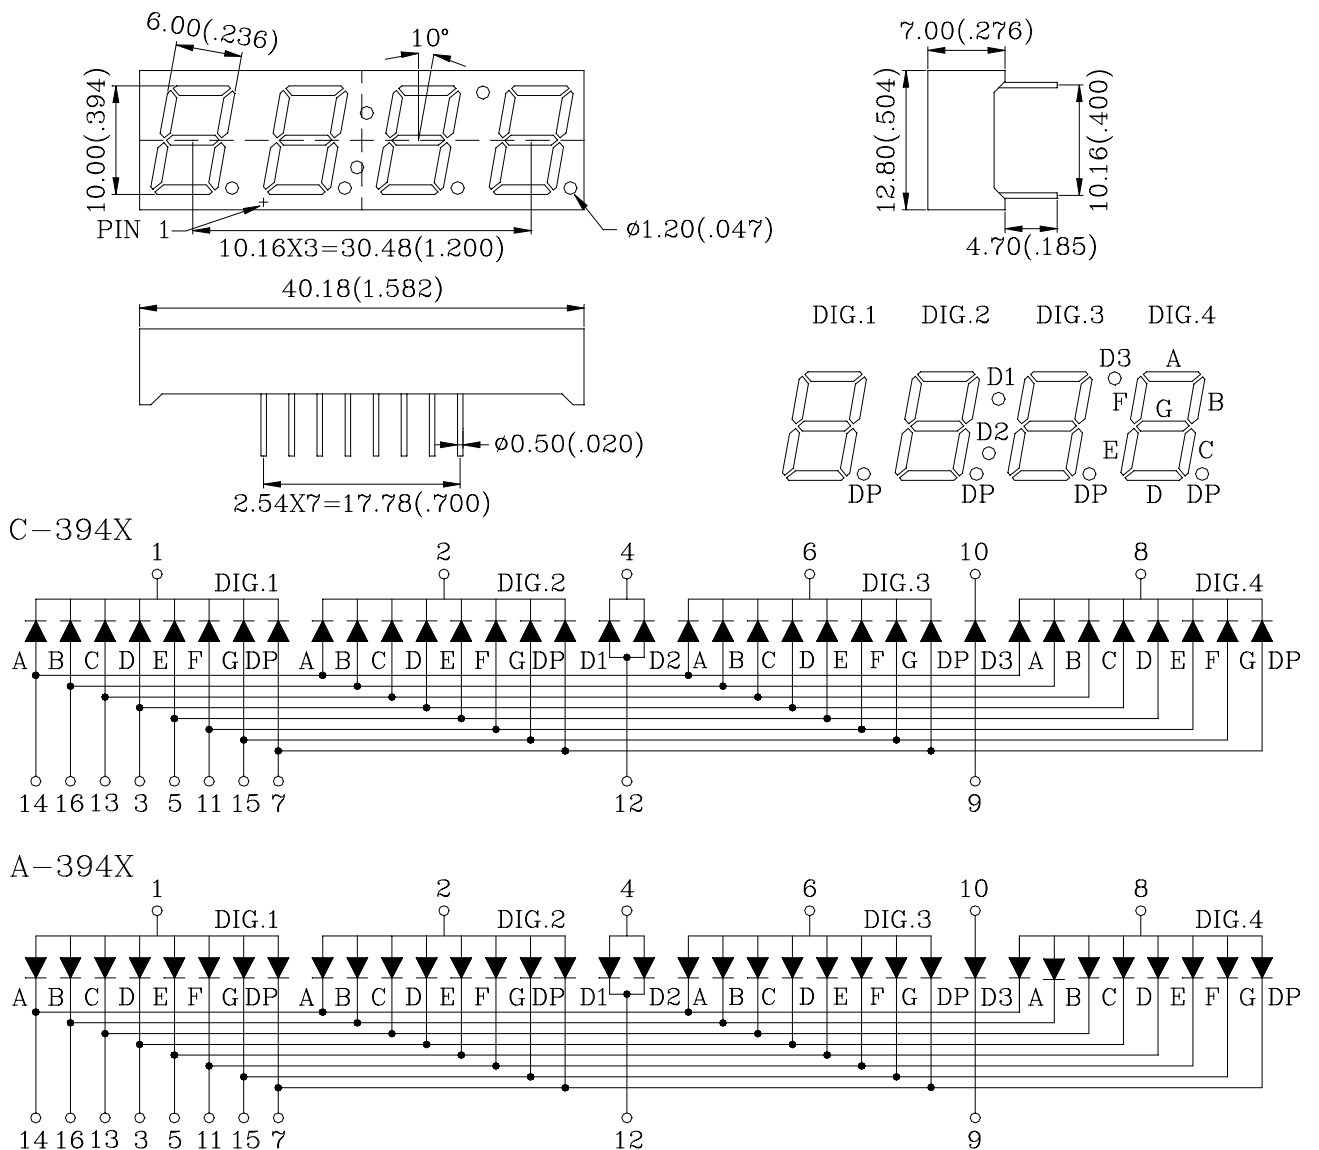 6.00(.236)
10°
10.00(.394)
PIN 1
10.16X3=30.48(1.200)
ø1.20(.047)
7.00(.276)
12.80(.504)
10.16(.400)
4.70(.185)
40.18(1.582)
ø0.50(.020)
2.54X7=17.78(.700)
DIG.1 DIG.2 DIG.3 DIG.4
D3 A
D1 F B
G
D2 E C
DP DP DP D DP
C-394X
1 2 4 6 10 8
DIG.1 DIG.2 DIG.3 DIG.4
A B C D E F G DP A B C D E F G DP D1 D2 A B C D E F G DP D3 A B C D E F G DP
14 16 13 3 5 11 15 7 12 9
A-394X
1 2 4 6 10 8
DIG.1 DIG.2 DIG.3 DIG.4
A B C D E F G DP A B C D E F G DP D1 D2 A B C D E F G DP D3 A B C D E F G DP
14 16 13 3 5 11 15 7 12 9